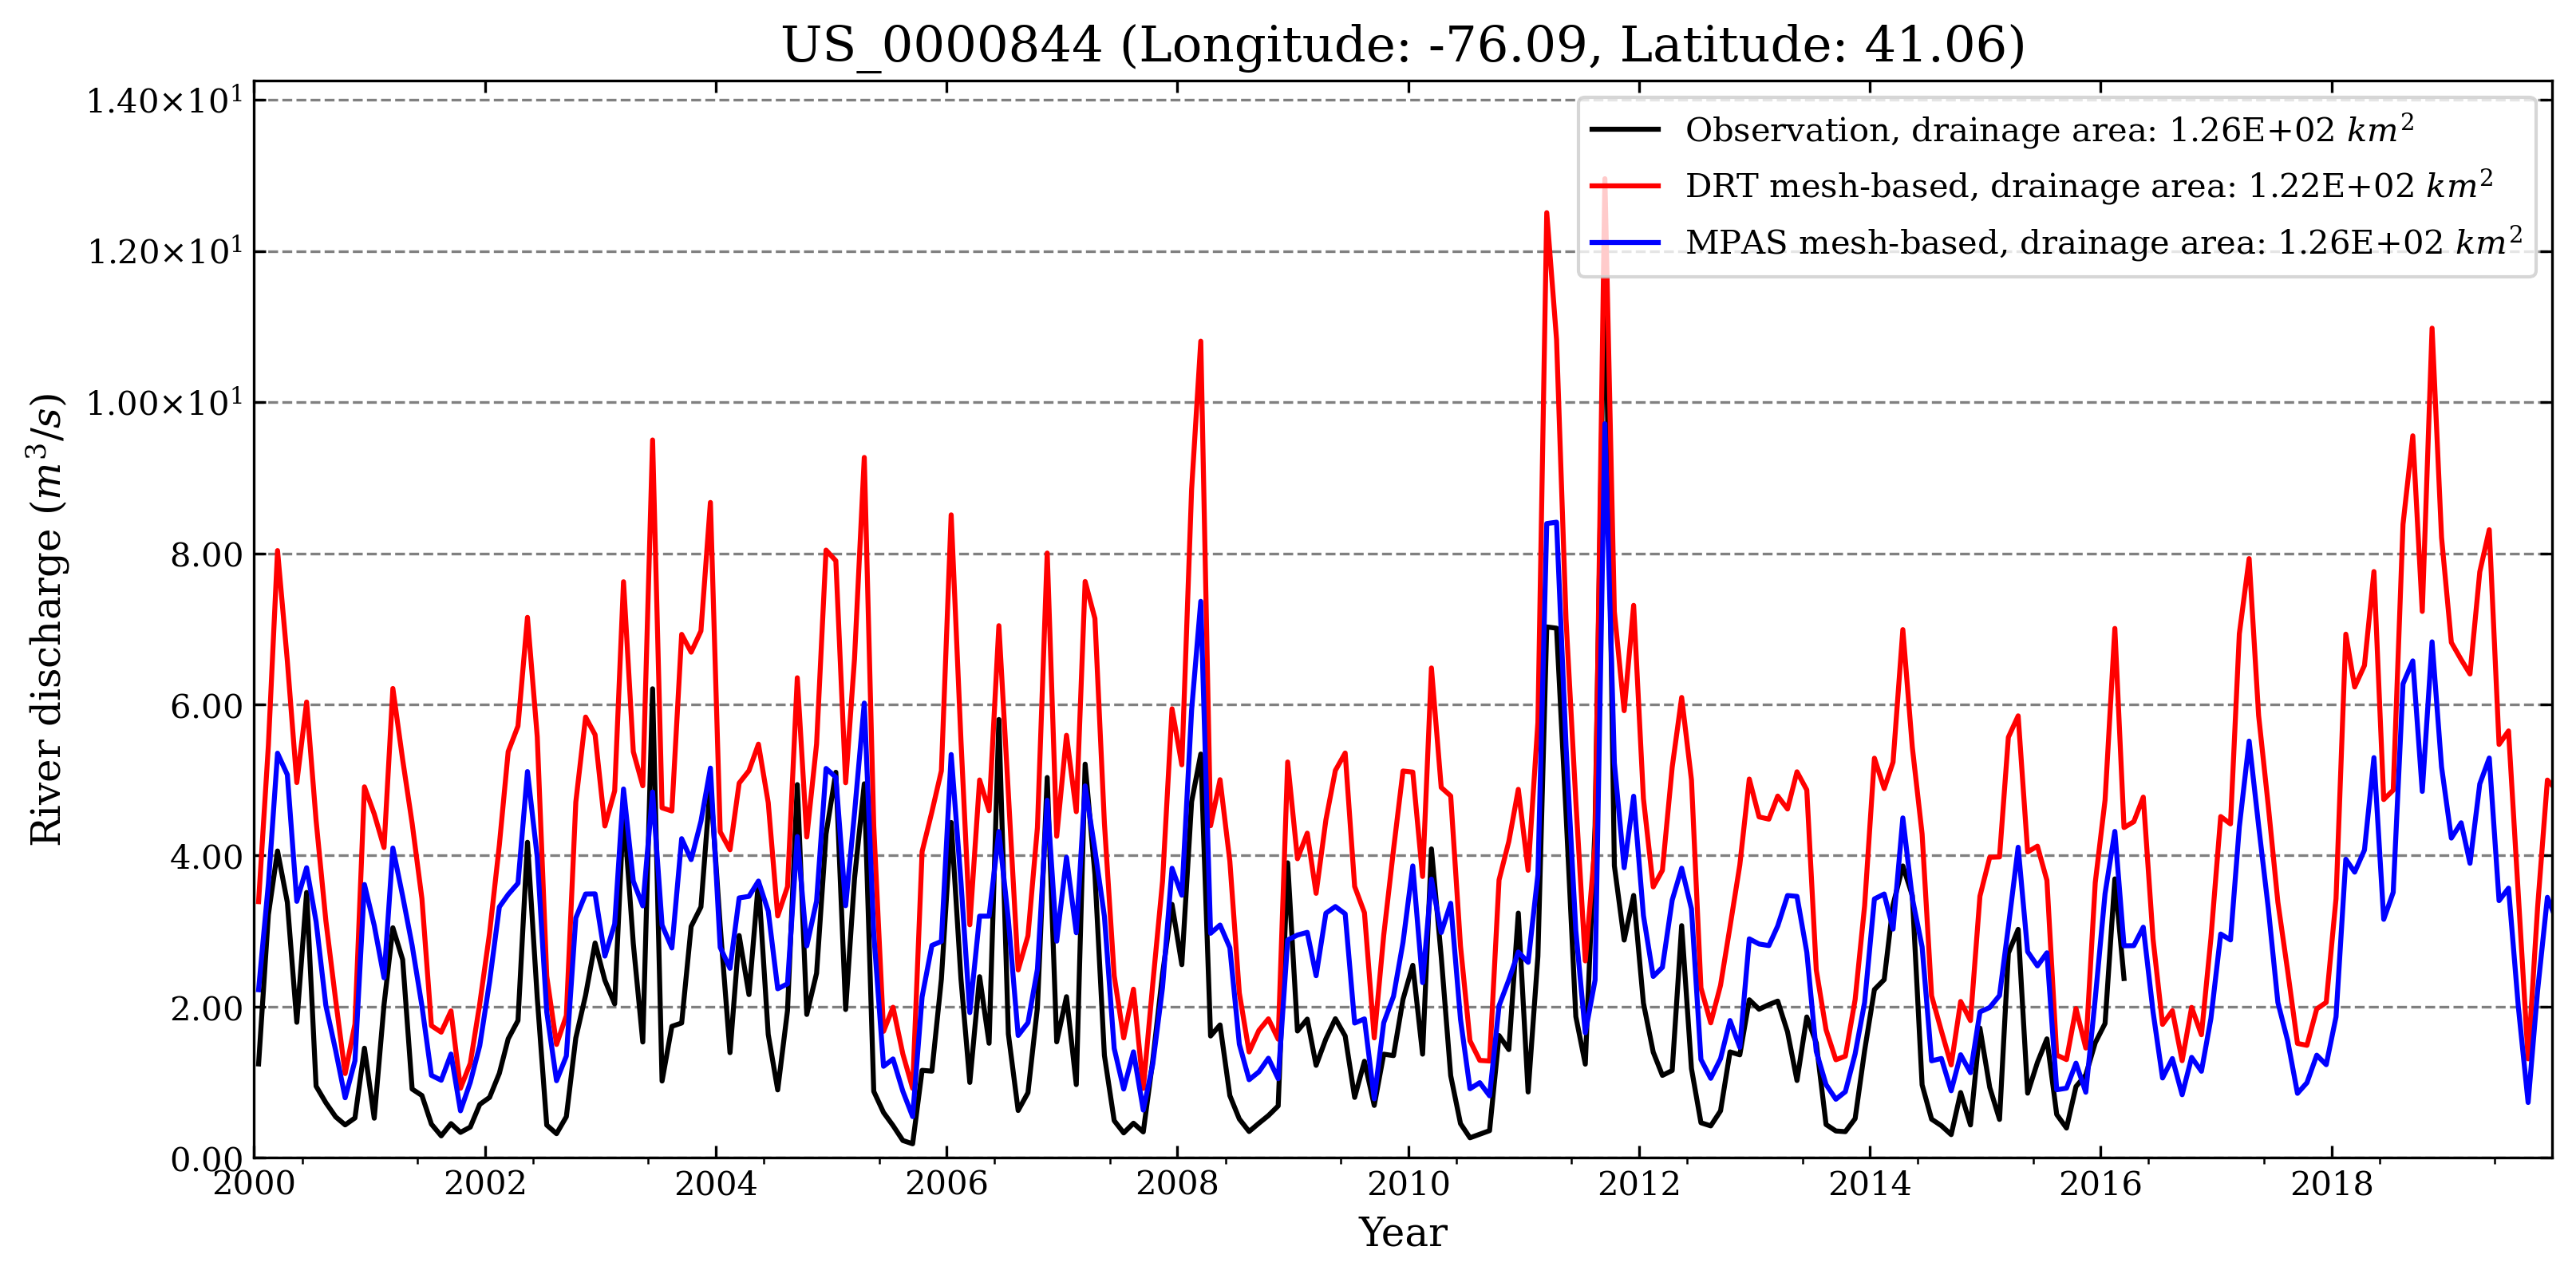 US_0000844 (Longitude: -76.09, Latitude: 41.06)
1.40×10¹
1.20×10¹
1.00×10¹
8.00
6.00
4.00
2.00
0.00
River discharge (m³/s)
Observation, drainage area: 1.26E+02 km²
DRT mesh-based, drainage area: 1.22E+02 km²
MPAS mesh-based, drainage area: 1.26E+02 km²
2000 2002 2004 2006 2008 2010 2012 2014 2016 2018
Year